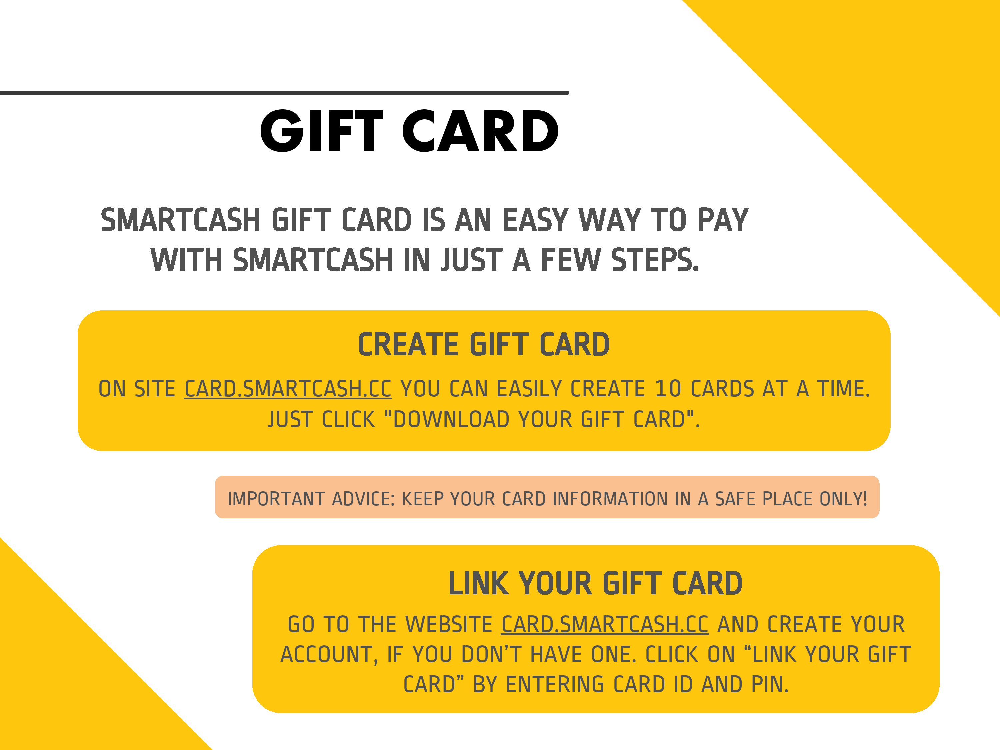 GIFT CARD
SMARTCASH GIFT CARD IS AN EASY WAY TO PAY
WITH SMARTCASH IN JUST A FEW STEPS.
CREATE GIFT CARD
ON SITE CARD.SMARTCASH.CC YOU CAN EASILY CREATE 10 CARDS AT A TIME.
JUST CLICK "DOWNLOAD YOUR GIFT CARD".
IMPORTANT ADVICE: KEEP YOUR CARD INFORMATION IN A SAFE PLACE ONLY!
LINK YOUR GIFT CARD
GO TO THE WEBSITE CARD.SMARTCASH.CC AND CREATE YOUR
ACCOUNT, IF YOU DON’T HAVE ONE. CLICK ON “LINK YOUR GIFT
CARD” BY ENTERING CARD ID AND PIN.